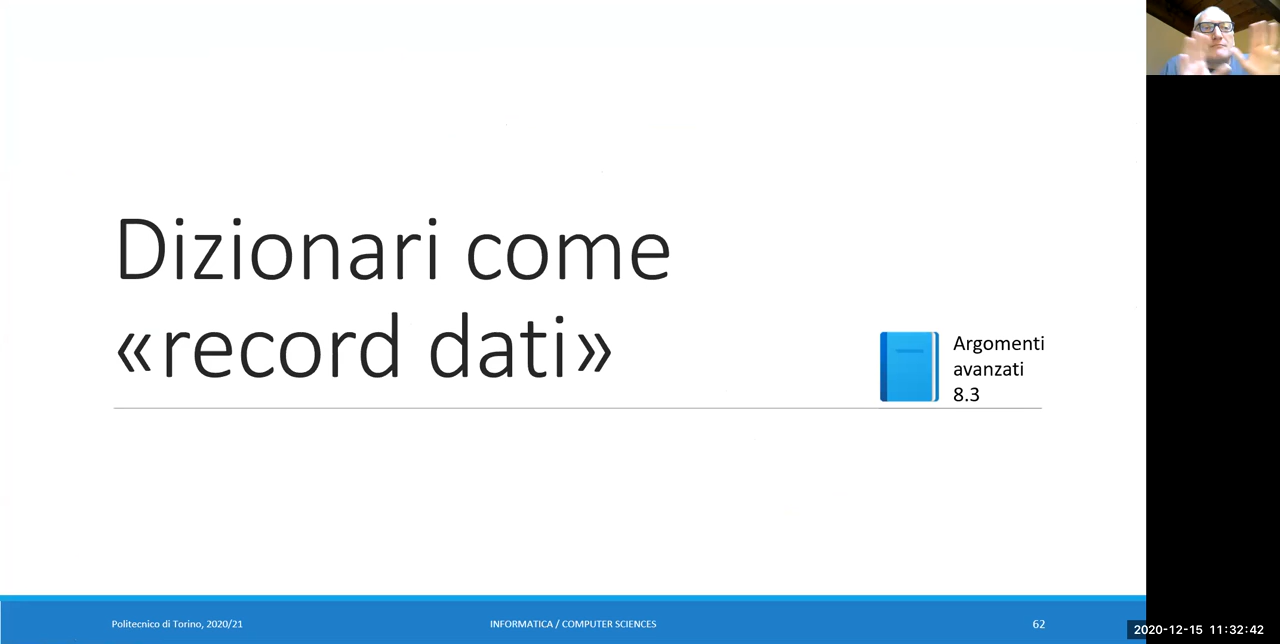 Dizionari come
«record dati»
Argomenti
avanzati
8.3
Politecnico di Torino, 2020/21
INFORMATICA / COMPUTER SCIENCES
62
2020-12-15 11:32:42